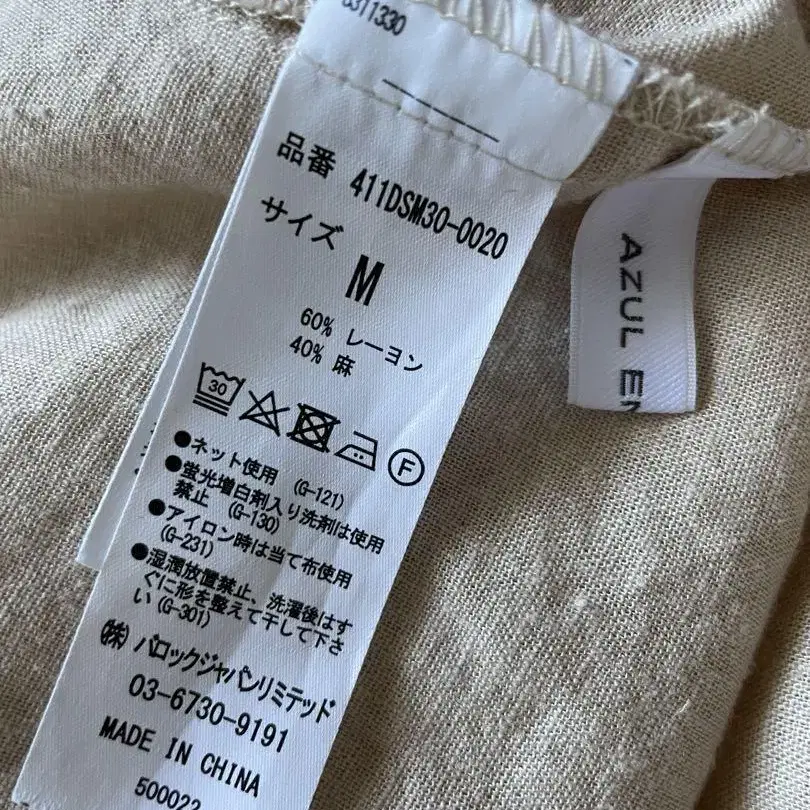 3311330
品番 411DSM30-0020
サイズ
M
60% レーヨン
40% 麻
30
F
●ネット使用 (G-121)
●蛍光増白剤入り洗剤は使用
禁止 (G-130)
●アイロン時は当て布使用
(G-231)
●湿潤放置禁止、洗濯後はす
ぐに形を整えて干して下さ
い(G-301)
(株) バロックジャパンリミテッド
03-6730-9191
MADE IN CHINA
500022
AZUL EN